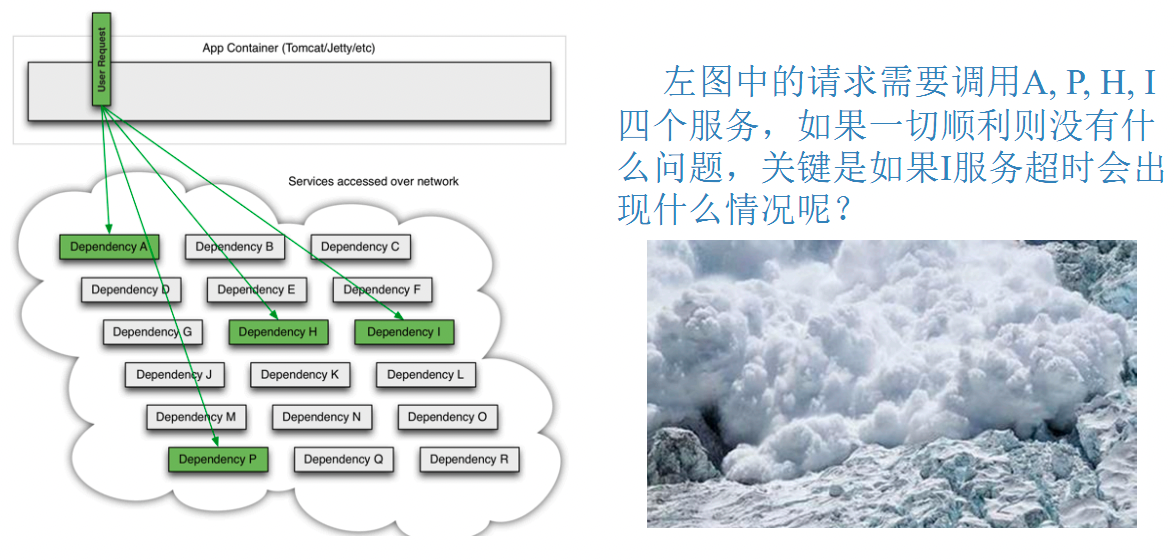 User Request
App Container (Tomcat/Jetty/etc)
Services accessed over network
Dependency A
Dependency B
Dependency C
Dependency D
Dependency E
Dependency F
Dependency G
Dependency H
Dependency I
Dependency J
Dependency K
Dependency L
Dependency M
Dependency N
Dependency O
Dependency P
Dependency Q
Dependency R
左图中的请求需要调用A, P, H, I
四个服务，如果一切顺利则没有什
么问题，关键是如果I服务超时会出
现什么情况呢？